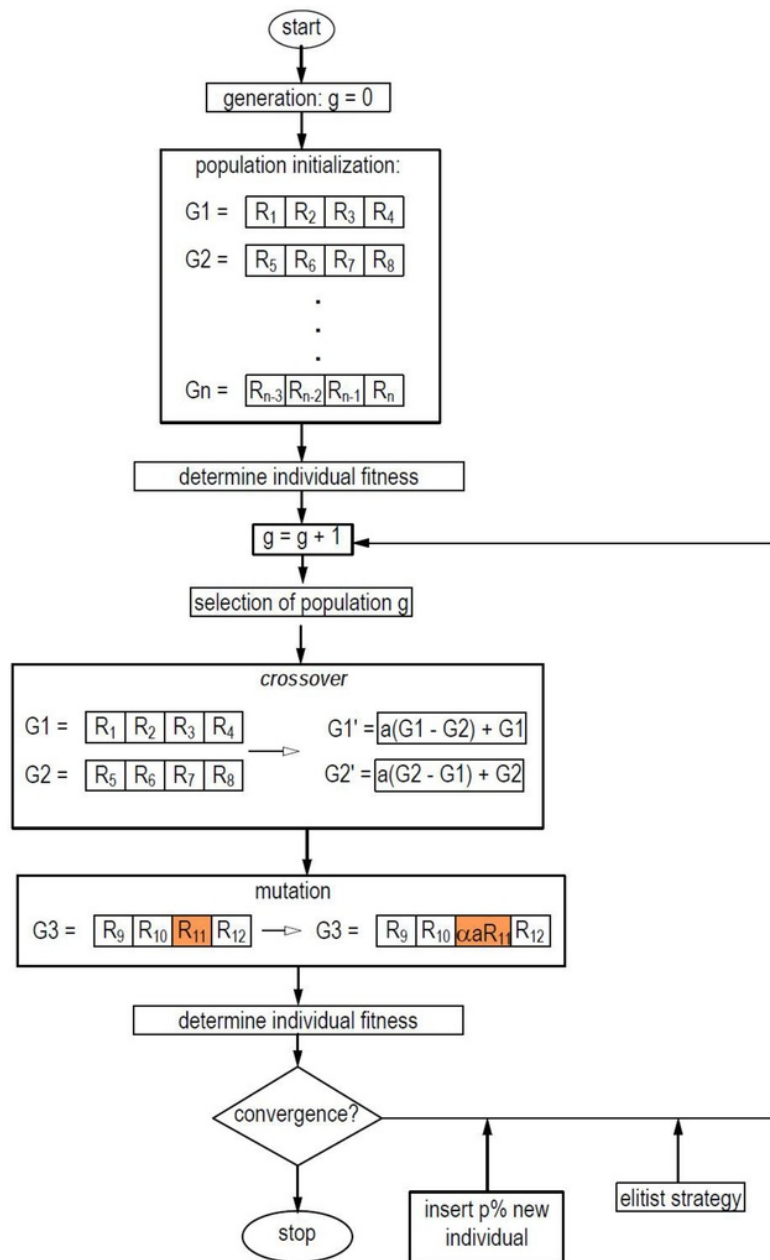 start
generation: g = 0
population initialization:
G1 = R₁ R₂ R₃ R₄
G2 = R₅ R₆ R₇ R₈
.
.
.
Gn = Rₙ₋₃ Rₙ₋₂ Rₙ₋₁ Rₙ
determine individual fitness
g = g + 1
selection of population g
crossover
G1 = R₁ R₂ R₃ R₄ G1' = a(G1 - G2) + G1
G2 = R₅ R₆ R₇ R₈ G2' = a(G2 - G1) + G2
mutation
G3 = R₉ R₁₀ R₁₁ R₁₂ G3 = R₉ R₁₀ αaR₁₁ R₁₂
determine individual fitness
convergence?
stop
insert p% new
individual
elitist strategy